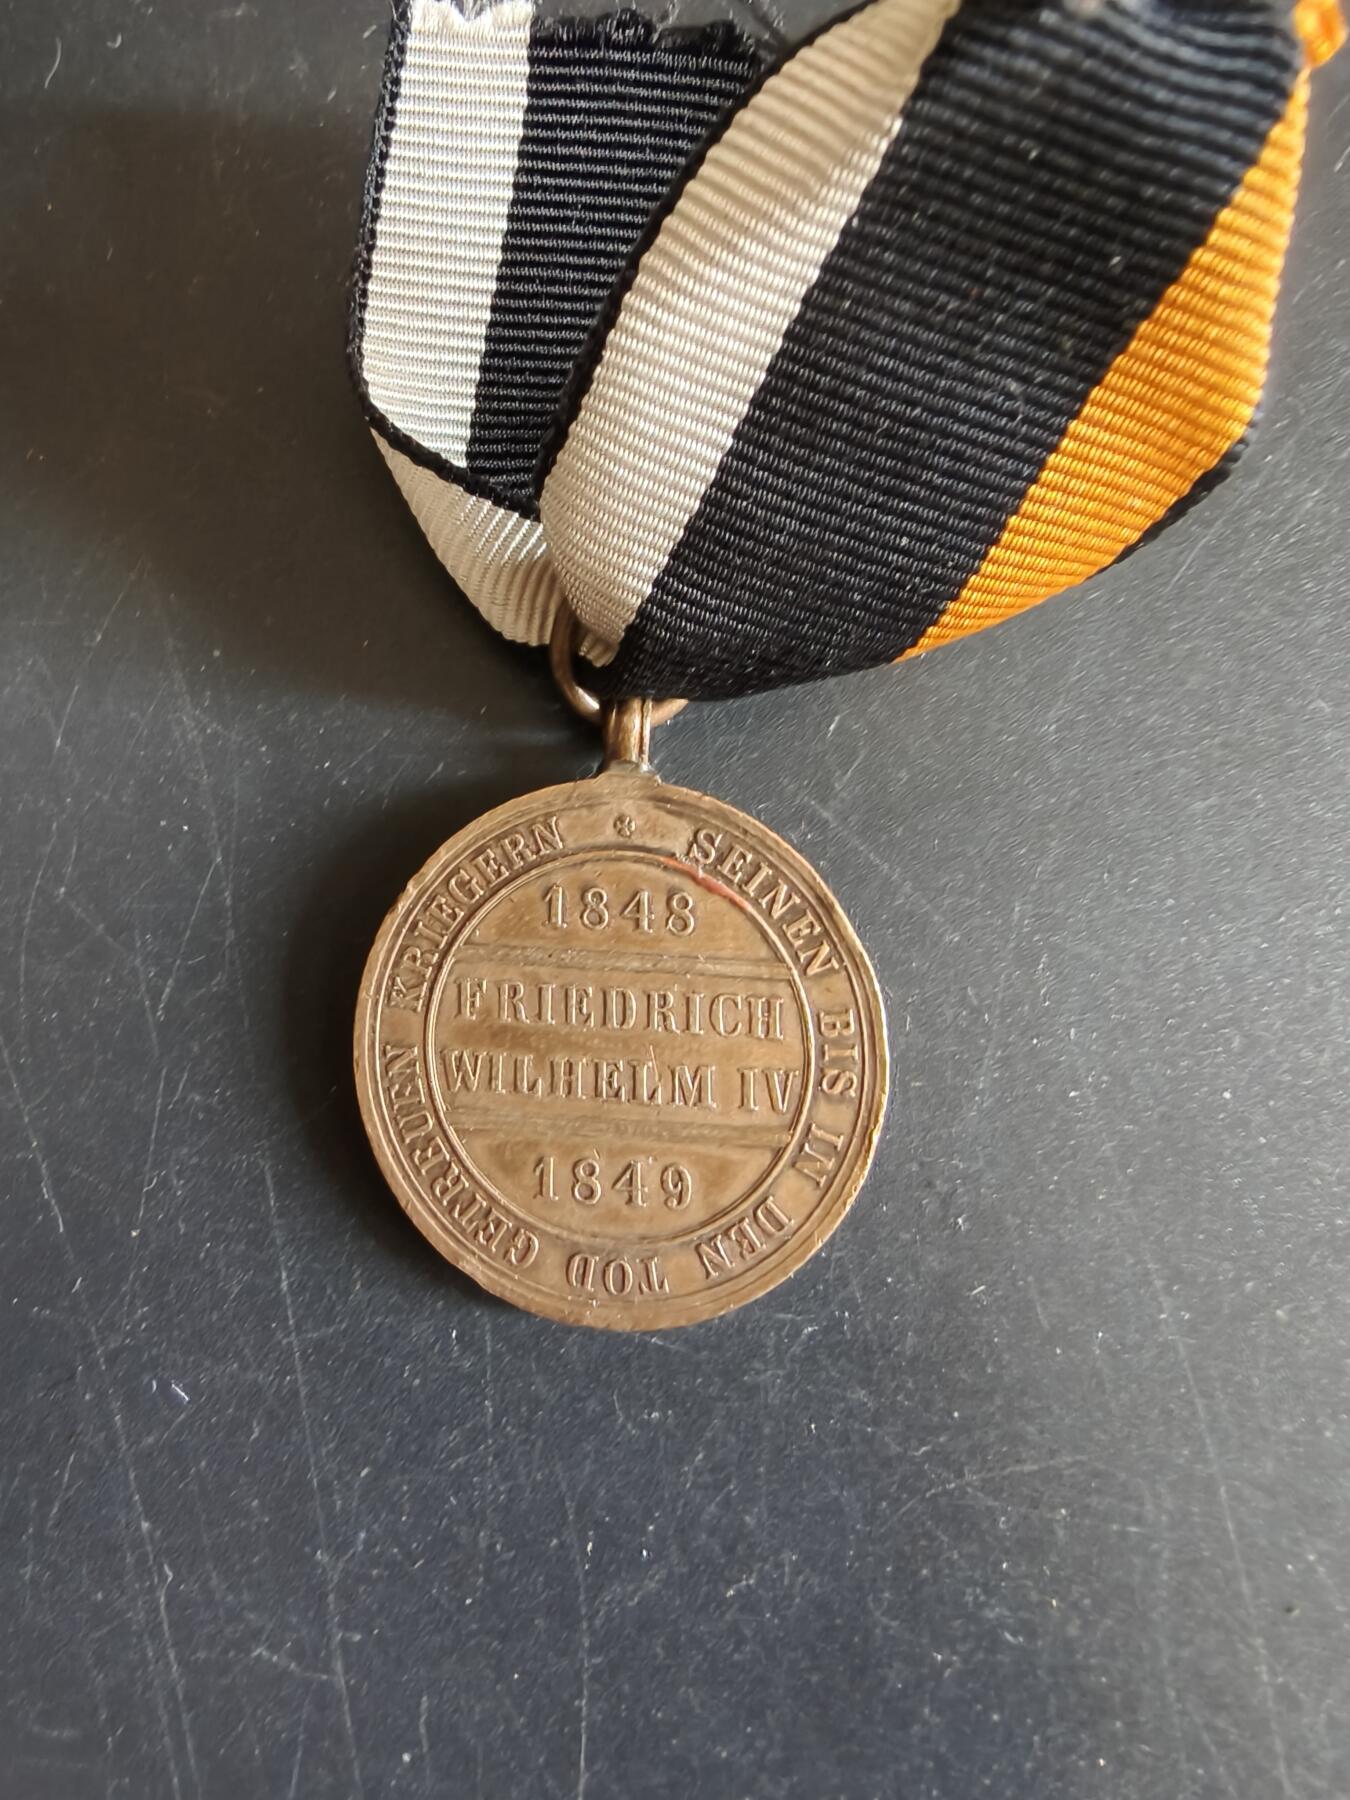 SEINEN BIS IN DEN TOD GETREUEN KRIEGERN
1848
FRIEDRICH
WILHELM IV
1849